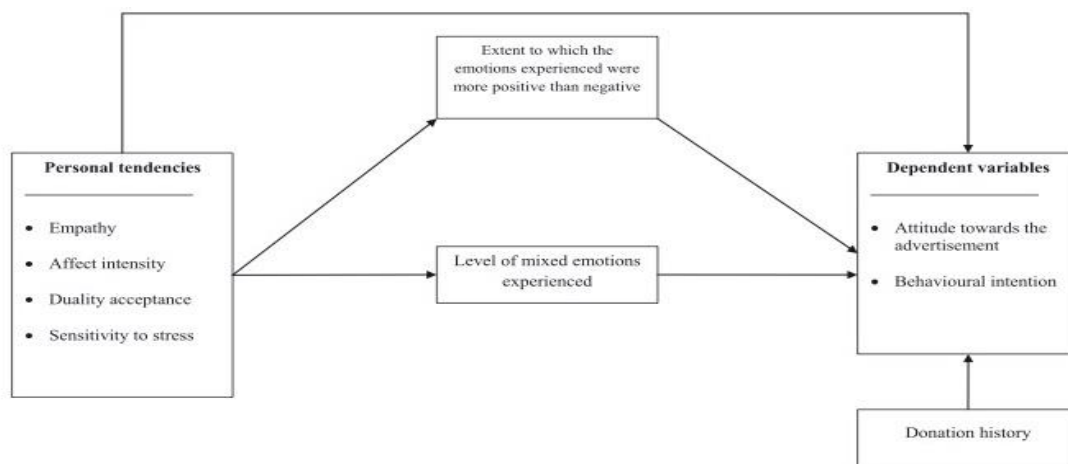 Extent to which the
emotions experienced were
more positive than negative
Personal tendencies
• Empathy
• Affect intensity
• Duality acceptance
• Sensitivity to stress
Level of mixed emotions
experienced
Dependent variables
• Attitude towards the
advertisement
• Behavioural intention
Donation history